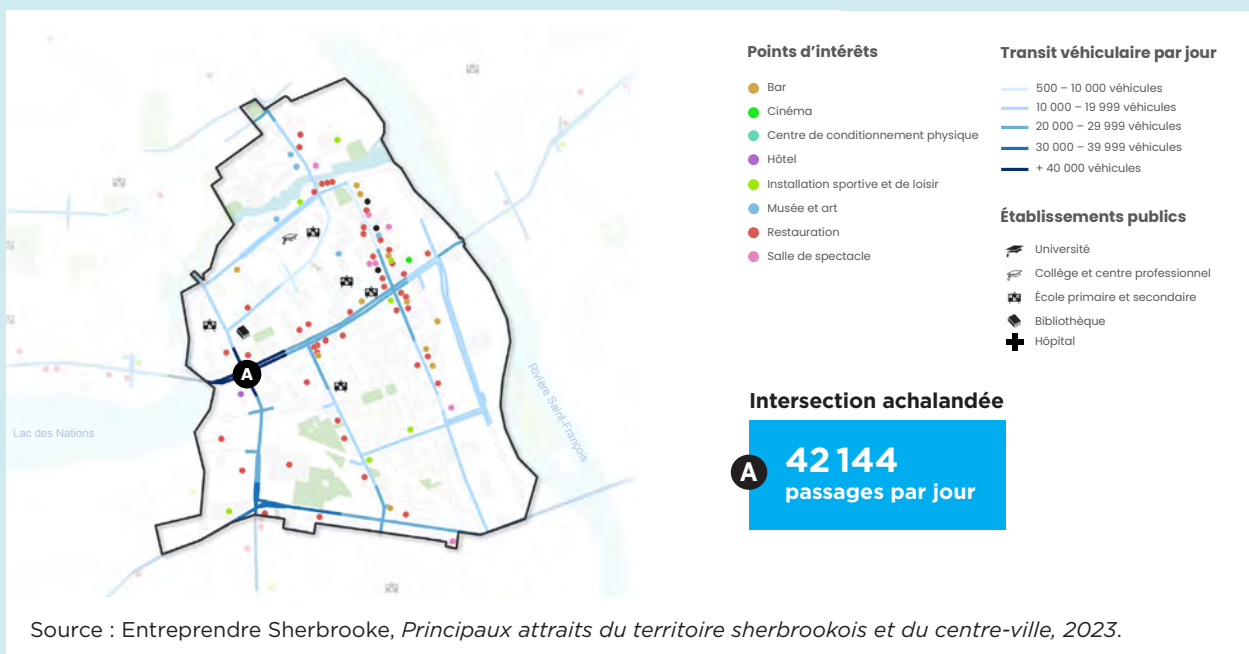 Points d'intérêts
Bar
Cinéma
Centre de conditionnement physique
Hôtel
Installation sportive et de loisir
Musée et art
Restauration
Salle de spectacle
Transit véhiculaire par jour
500 – 10 000 véhicules
10 000 – 19 999 véhicules
20 000 – 29 999 véhicules
30 000 – 39 999 véhicules
+ 40 000 véhicules
Établissements publics
Université
Collège et centre professionnel
École primaire et secondaire
Bibliothèque
Hôpital
A
Lac des Nations
Rivière Saint-François
Intersection achalandée
A
42 144
passages par jour
Source : Entreprendre Sherbrooke, Principaux attraits du territoire sherbrookois et du centre-ville, 2023.